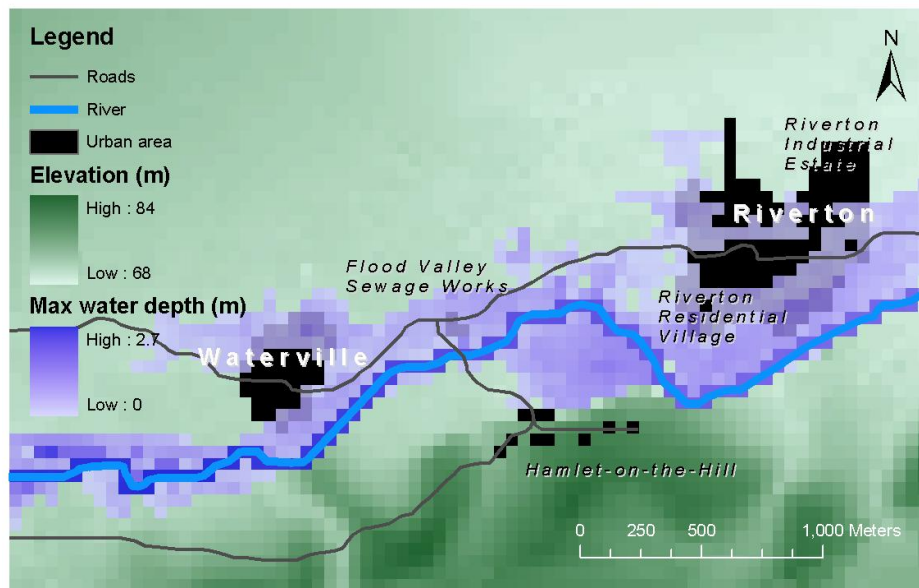 Legend
Roads
River
Urban area
Elevation (m)
High : 84
Low : 68
Max water depth (m)
High : 2.7
Low : 0
N
Riverton
Industrial
Estate
Riverton
Flood Valley
Sewage Works
Riverton
Residential
Village
Waterville
Hamlet-on-the-Hill
0 250 500 1,000 Meters